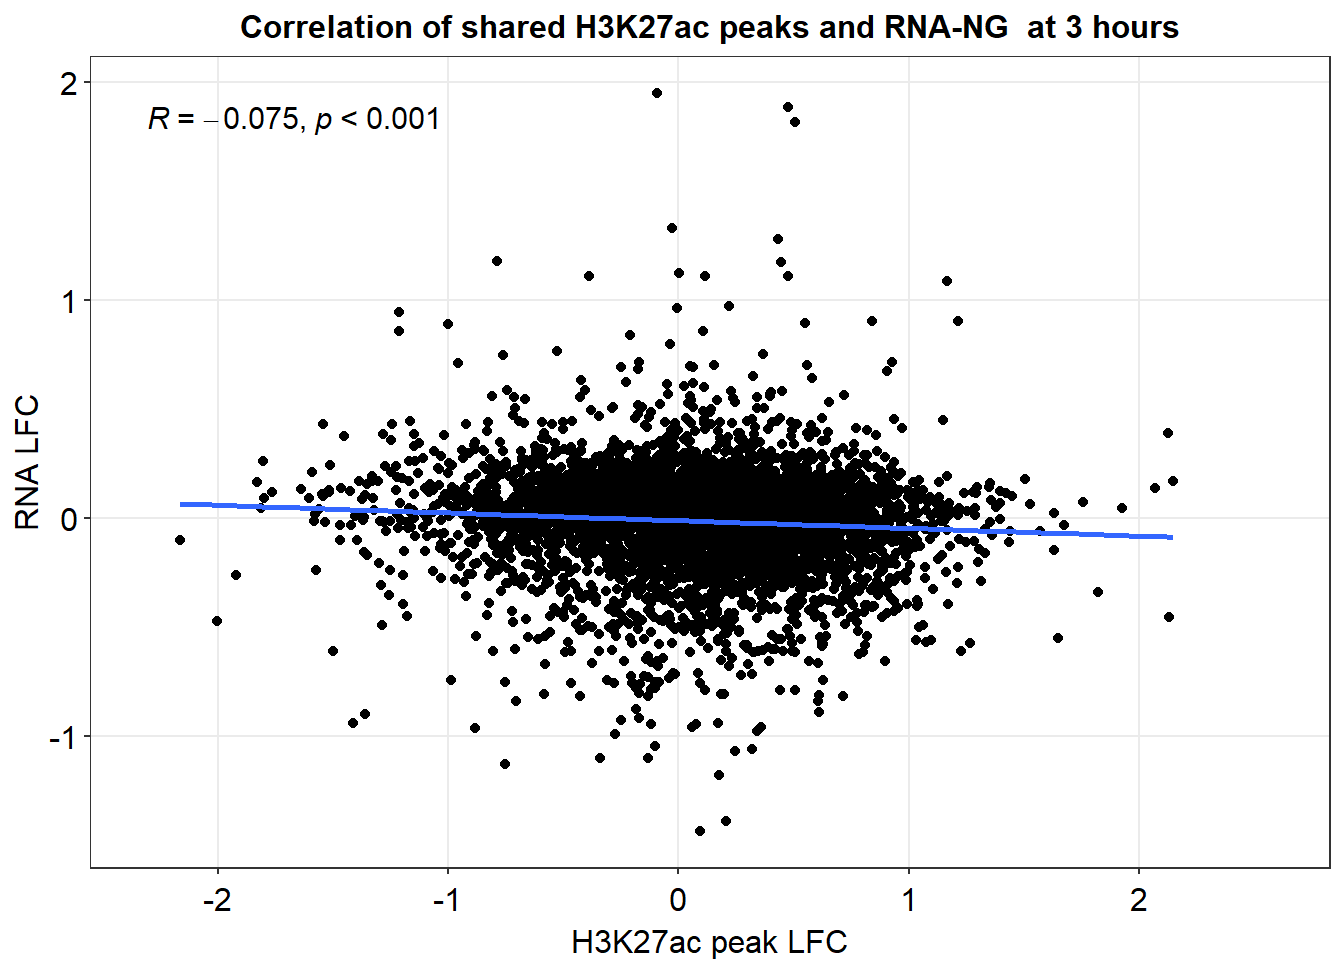 Correlation of shared H3K27ac peaks and RNA-NG  at 3 hours
R = −0.075, p < 0.001
2
1
0
-1
RNA LFC
-2 -1 0 1 2
H3K27ac peak LFC